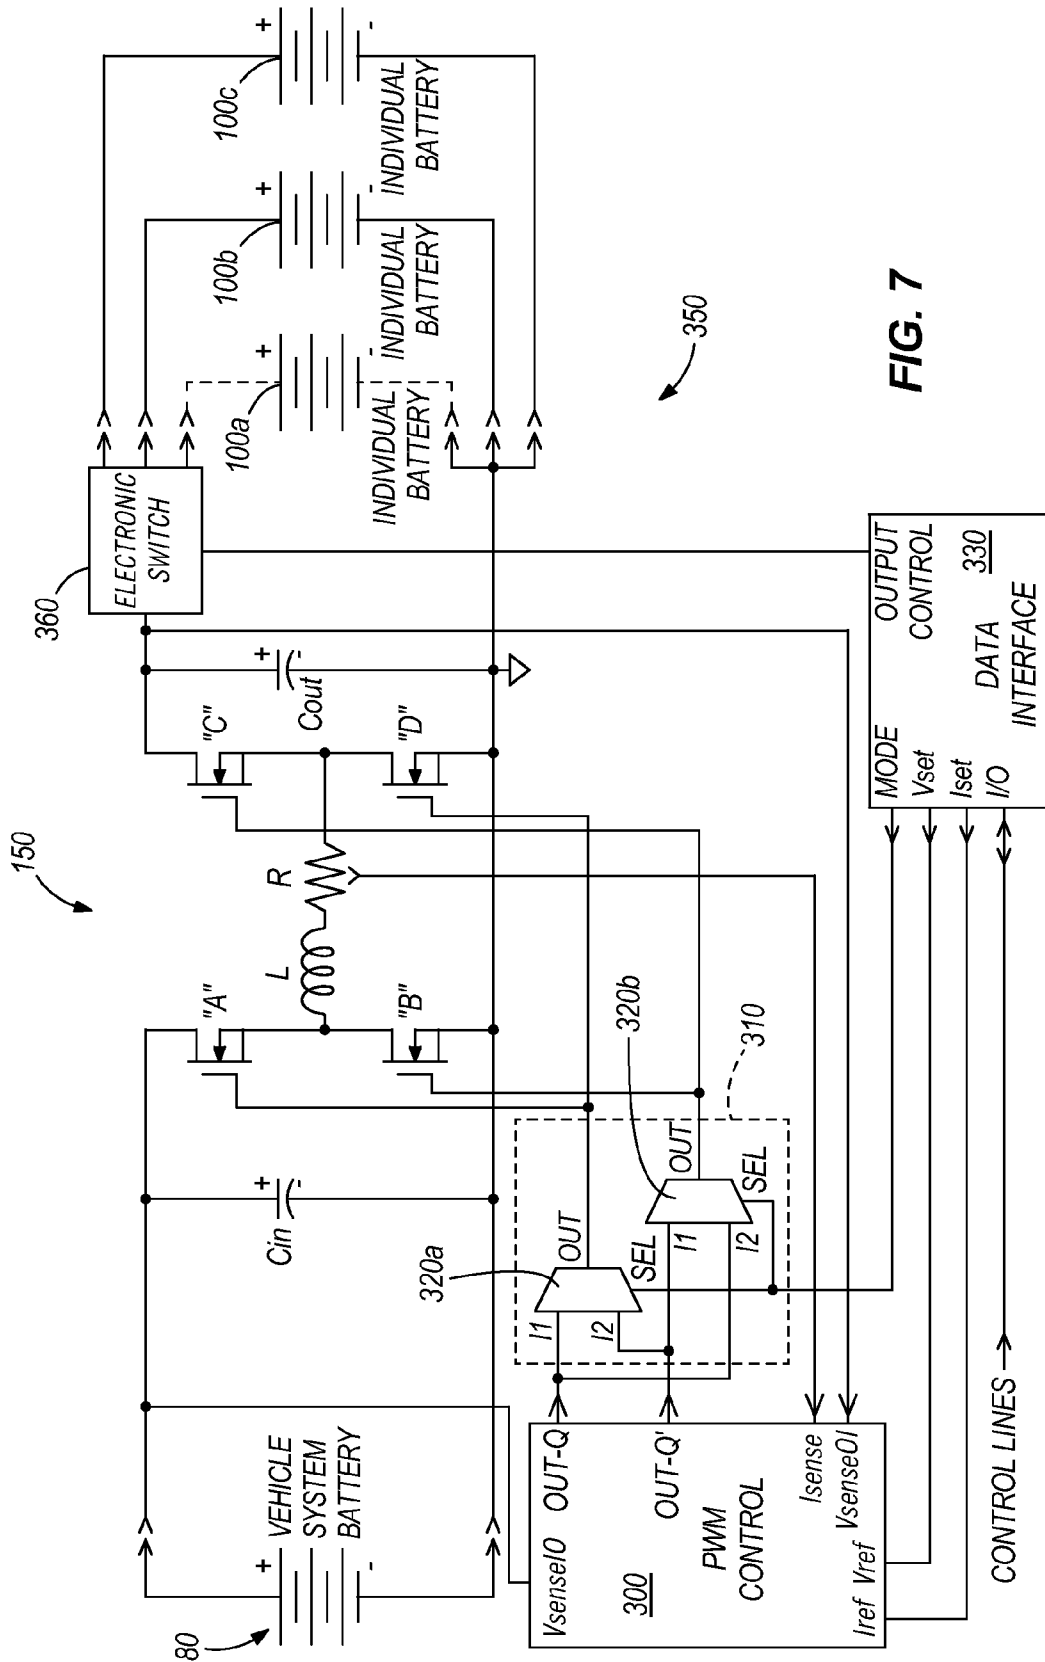 150
350
FIG. 7
80
VEHICLE
SYSTEM
BATTERY
+
-
Cin
+
-
"A"
"B"
L
R
"C"
"D"
Cout
+
-
360
ELECTRONIC
SWITCH
100a
+
-
INDIVIDUAL
BATTERY
100b
+
-
INDIVIDUAL
BATTERY
100c
+
-
INDIVIDUAL
BATTERY
VsenseIO
OUT-Q
OUT-Q'
300
PWM
CONTROL
Isense
VsenseOI
Iref
Vref
320a
I1
I2
OUT
SEL
320b
I1
I2
OUT
SEL
310
MODE
Vset
Iset
I/O
OUTPUT
CONTROL
330
DATA
INTERFACE
CONTROL LINES